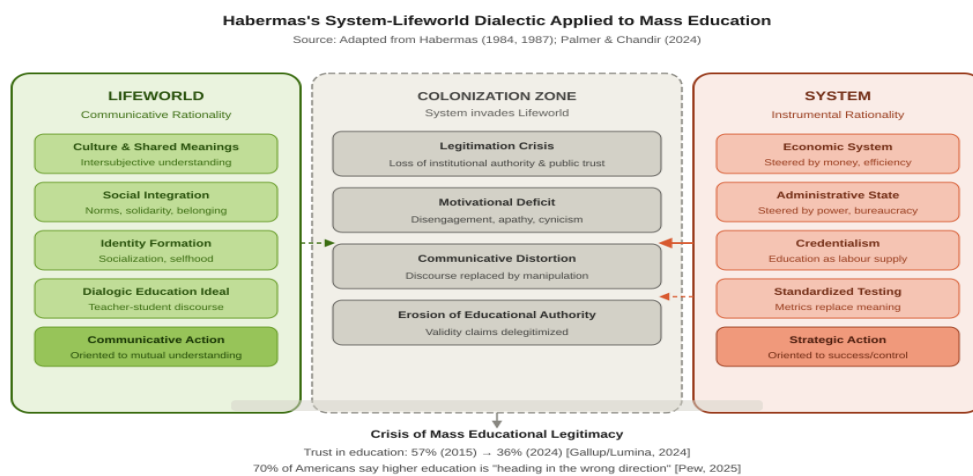 Habermas's System-Lifeworld Dialectic Applied to Mass Education
Source: Adapted from Habermas (1984, 1987); Palmer & Chandir (2024)
LIFEWORLD
Communicative Rationality
Culture & Shared Meanings
Intersubjective understanding
Social Integration
Norms, solidarity, belonging
Identity Formation
Socialization, selfhood
Dialogic Education Ideal
Teacher-student discourse
Communicative Action
Oriented to mutual understanding
COLONIZATION ZONE
System invades Lifeworld
Legitimation Crisis
Loss of institutional authority & public trust
Motivational Deficit
Disengagement, apathy, cynicism
Communicative Distortion
Discourse replaced by manipulation
Erosion of Educational Authority
Validity claims delegitimized
SYSTEM
Instrumental Rationality
Economic System
Steered by money, efficiency
Administrative State
Steered by power, bureaucracy
Credentialism
Education as labour supply
Standardized Testing
Metrics replace meaning
Strategic Action
Oriented to success/control
Crisis of Mass Educational Legitimacy
Trust in education: 57% (2015) → 36% (2024) [Gallup/Lumina, 2024]
70% of Americans say higher education is "heading in the wrong direction" [Pew, 2025]